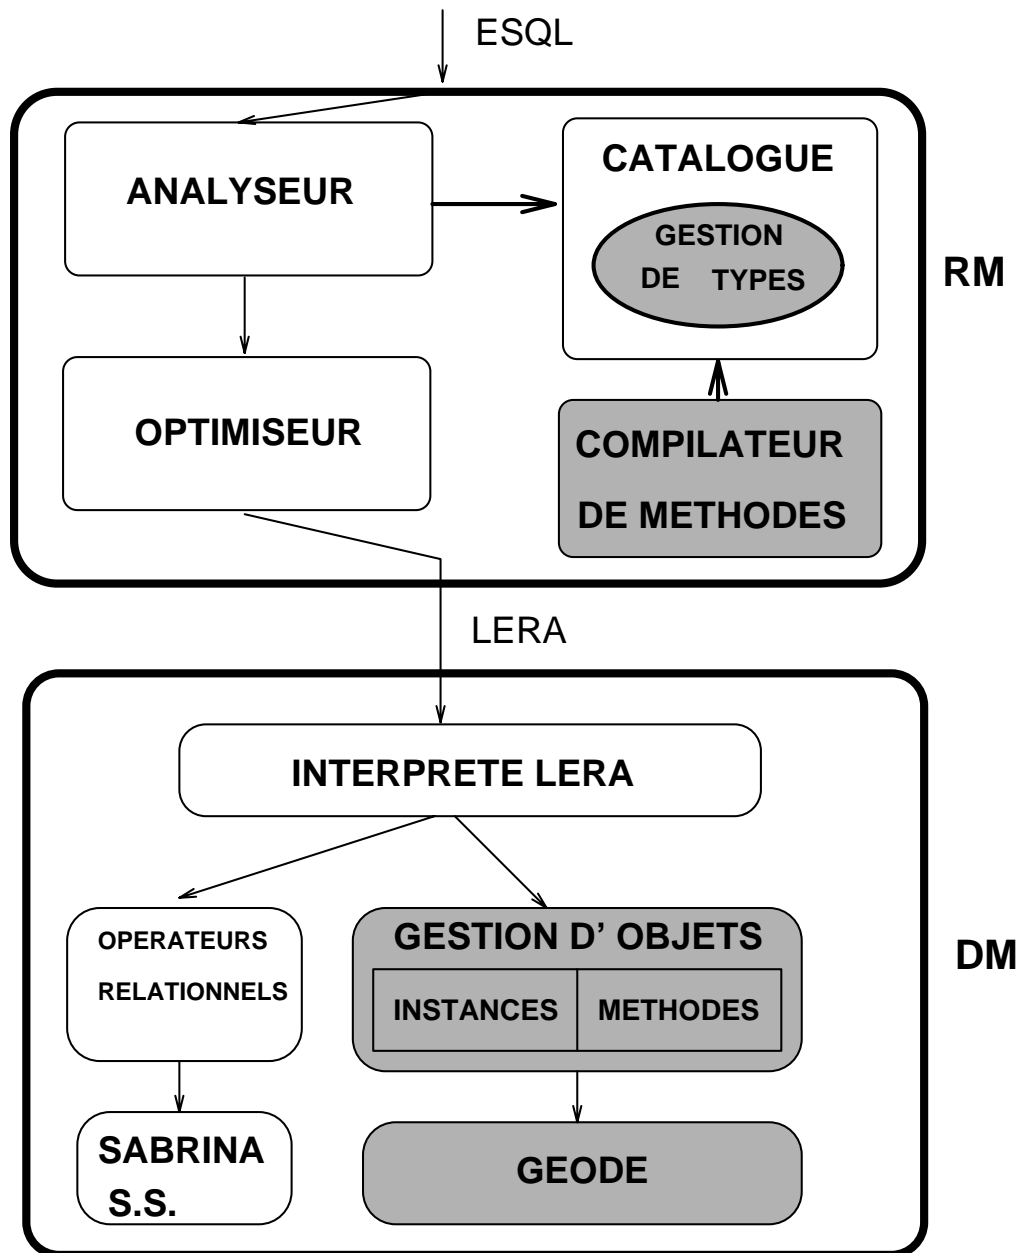 ESQL
ANALYSEUR
CATALOGUE
GESTION
DE TYPES
RM
OPTIMISEUR
COMPILATEUR
DE METHODES
LERA
INTERPRETE LERA
OPERATEURS
RELATIONNELS
GESTION D' OBJETS
INSTANCES
METHODES
DM
SABRINA
S.S.
GEODE